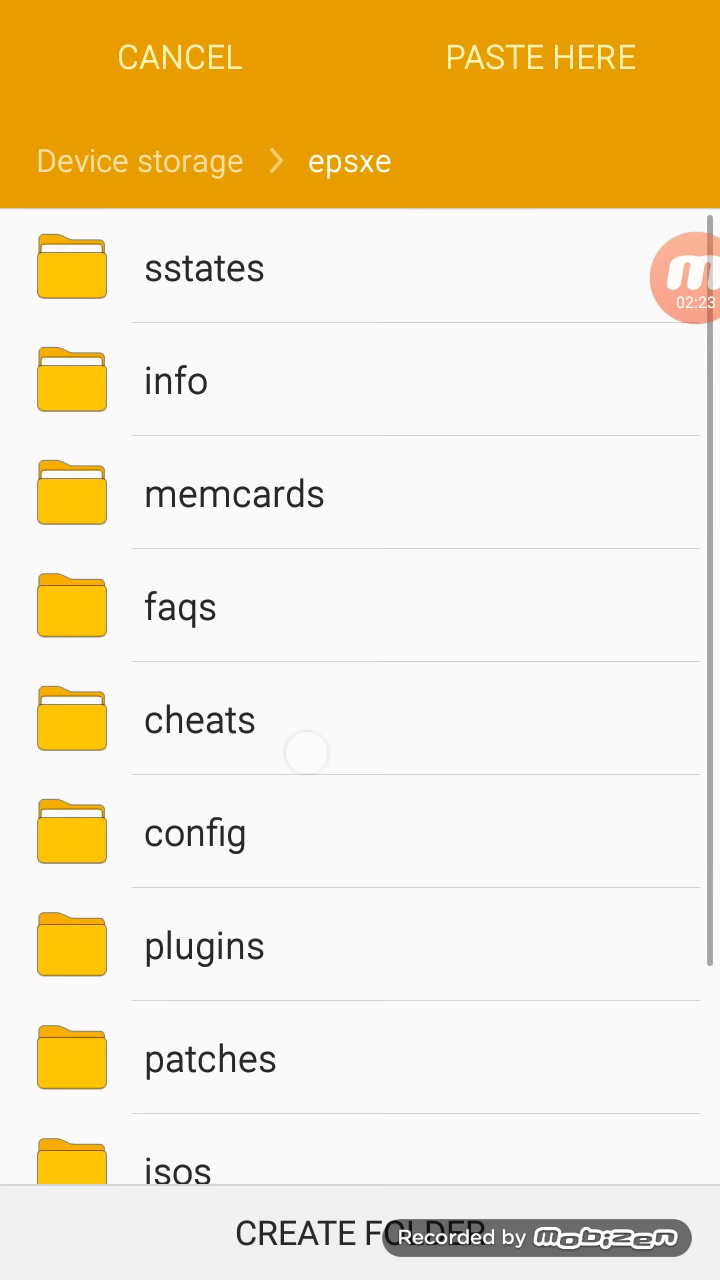 CANCEL PASTE HERE
Device storage > epsxe
sstates
02:23
info
memcards
faqs
cheats
config
plugins
patches
isos
CREATE FOLDER
Recorded by mobizen